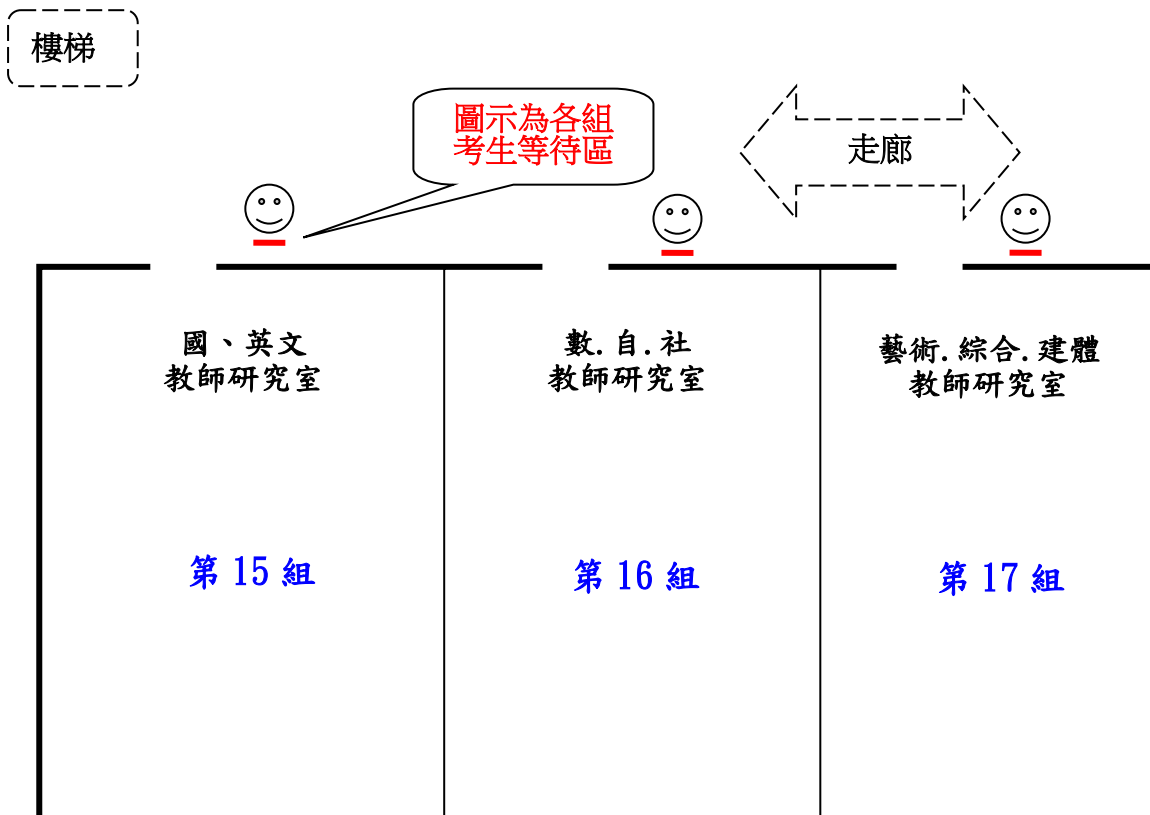 樓梯
圖示為各組
考生等待區
走廊
國、英文
教師研究室
數.自.社
教師研究室
藝術.綜合.建體
教師研究室
第 15 組
第 16 組
第 17 組